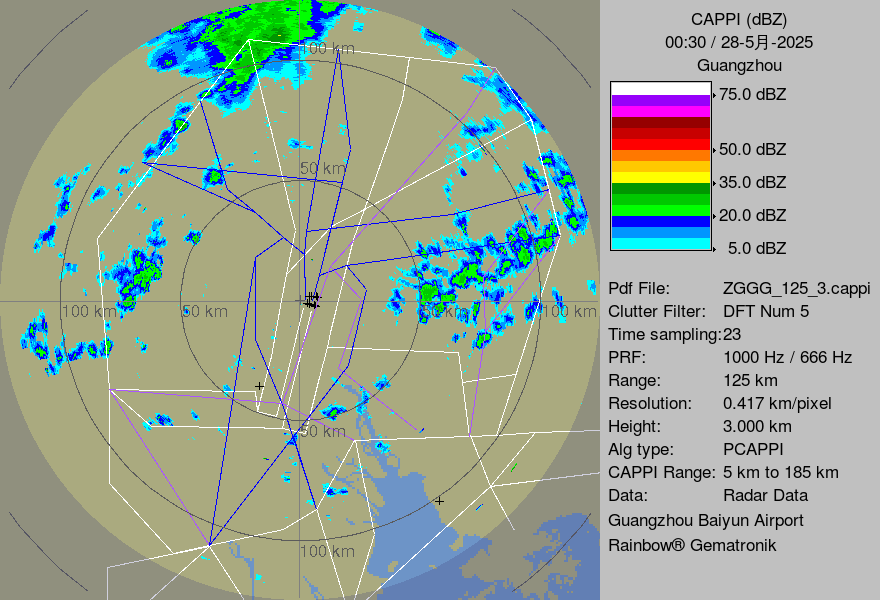 CAPPI (dBZ)
00:30 / 28-5月-2025
Guangzhou
75.0 dBZ
50.0 dBZ
35.0 dBZ
20.0 dBZ
5.0 dBZ
Pdf File: ZGGG_125_3.cappi
Clutter Filter: DFT Num 5
Time sampling:23
PRF: 1000 Hz / 666 Hz
Range: 125 km
Resolution: 0.417 km/pixel
Height: 3.000 km
Alg type: PCAPPI
CAPPI Range: 5 km to 185 km
Data: Radar Data
Guangzhou Baiyun Airport
Rainbow® Gematronik
100 km
50 km
100 km
50 km
50 km
100 km
50 km
100 km